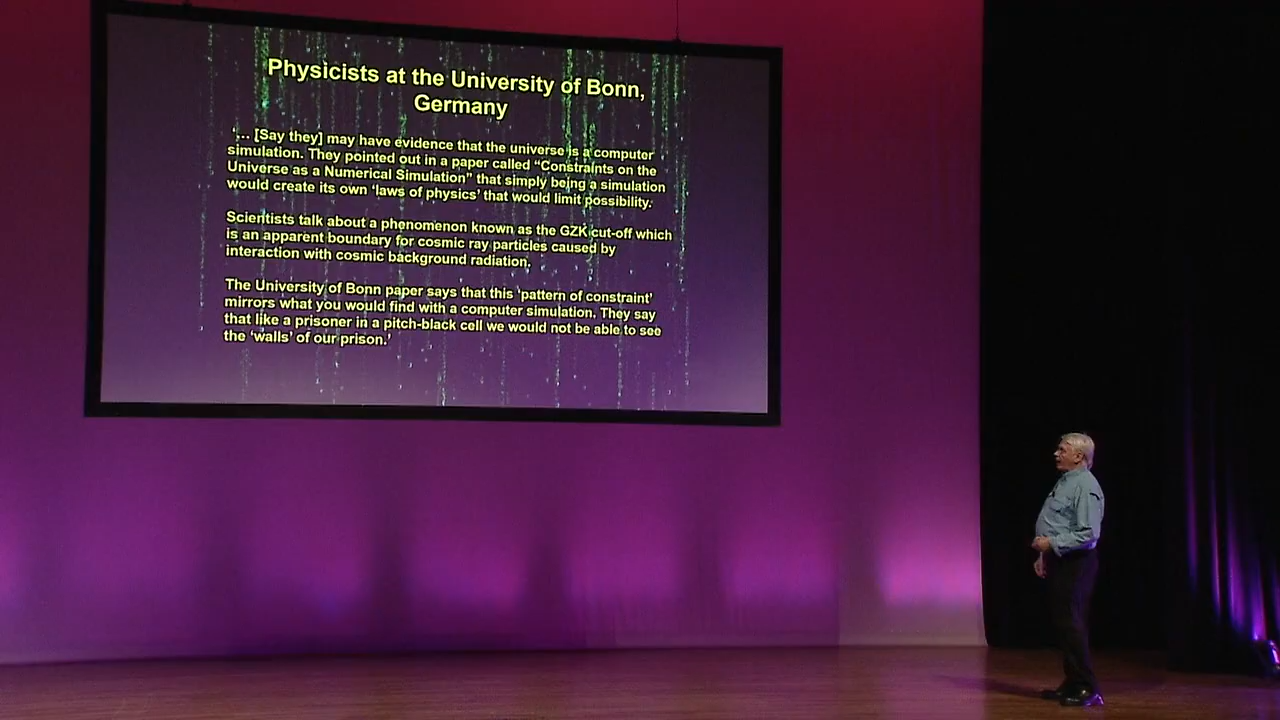 Physicists at the University of Bonn,
Germany
‘... [Say they] may have evidence that the universe is a computer
simulation. They pointed out in a paper called “Constraints on the
Universe as a Numerical Simulation” that simply being a simulation
would create its own ‘laws of physics’ that would limit possibility.
Scientists talk about a phenomenon known as the GZK cut-off which
is an apparent boundary for cosmic ray particles caused by
interaction with cosmic background radiation.
The University of Bonn paper says that this ‘pattern of constraint’
mirrors what you would find with a computer simulation. They say
that like a prisoner in a pitch-black cell we would not be able to see
the ‘walls’ of our prison.’